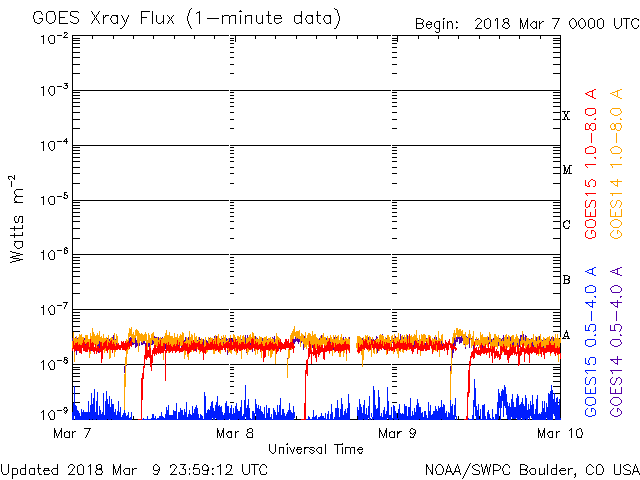 GOES Xray Flux (1-minute data)
Begin: 2018 Mar 7 0000 UTC
10⁻²
10⁻³
10⁻⁴
10⁻⁵
10⁻⁶
10⁻⁷
10⁻⁸
10⁻⁹
Watts m⁻²
X
M
C
B
A
GOES15 1.0-8.0 A
GOES14 1.0-8.0 A
GOES15 0.5-4.0 A
GOES14 0.5-4.0 A
Mar 7
Mar 8
Mar 9
Mar 10
Universal Time
Updated 2018 Mar 9 23:59:12 UTC
NOAA/SWPC Boulder, CO USA